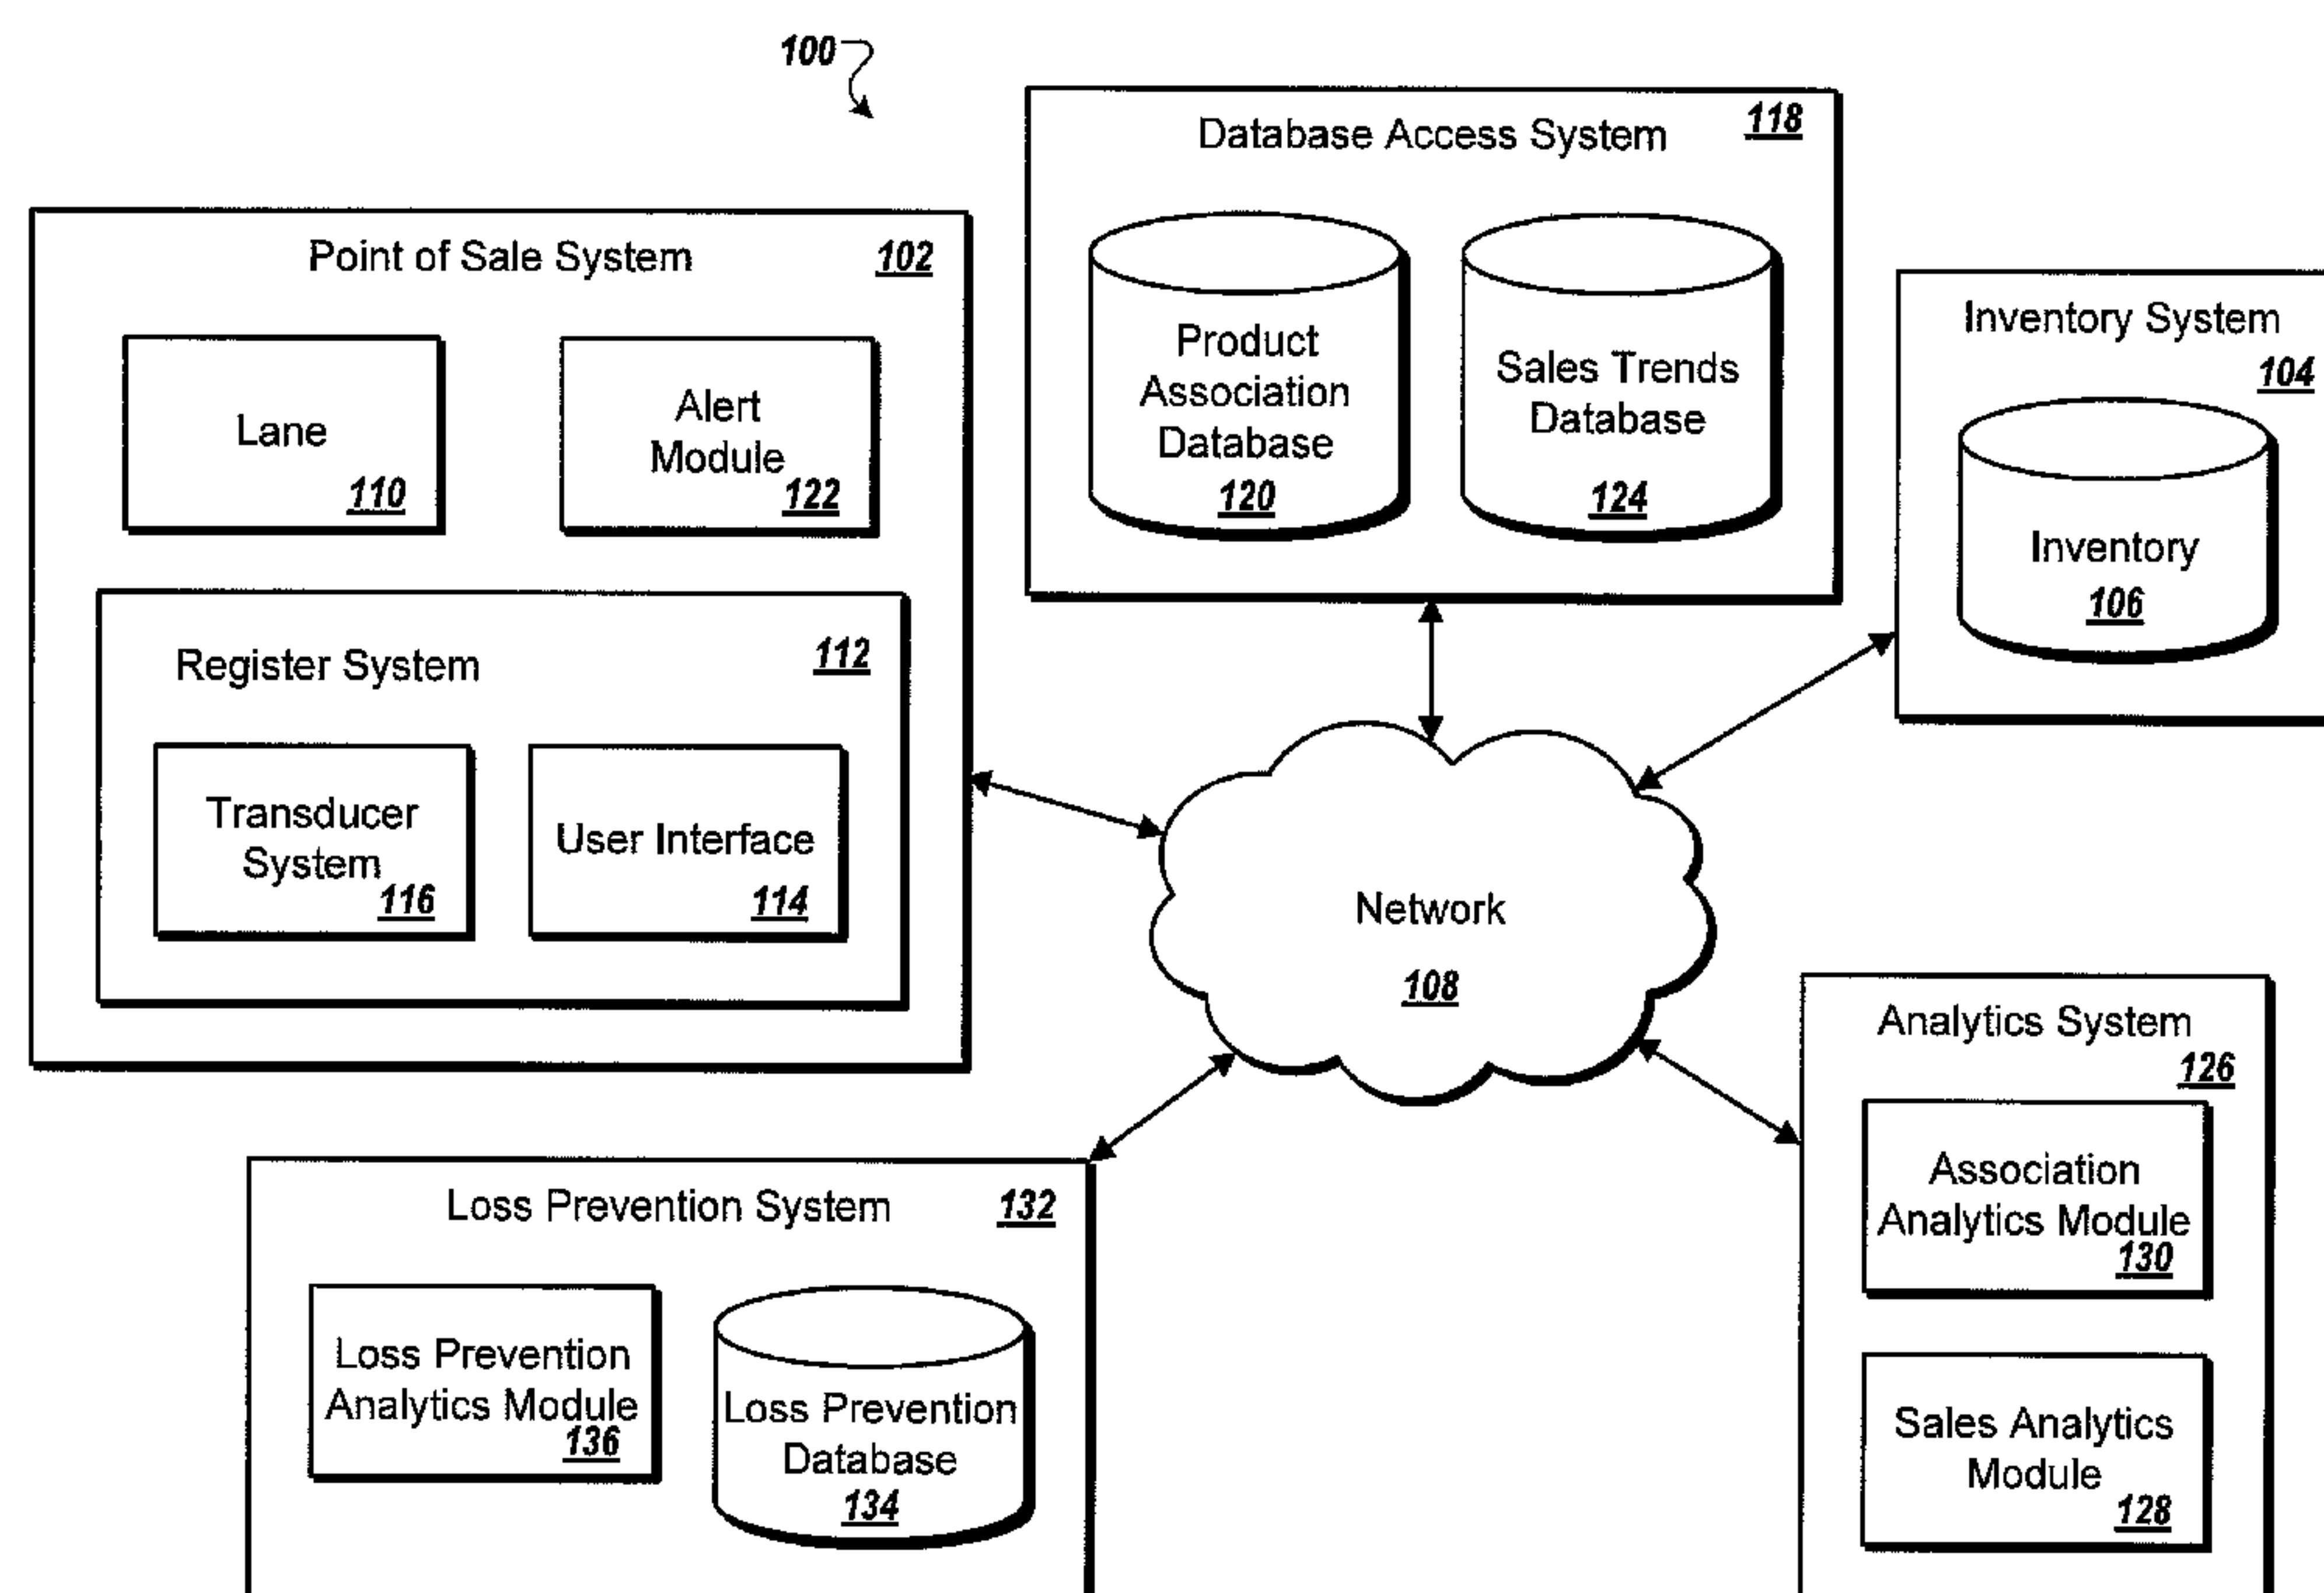 100
Database Access System
118
Point of Sale System
102
Product
Association
Database
120
Sales Trends
Database
124
Inventory System
104
Inventory
106
Lane
110
Alert
Module
122
Register System
112
Transducer
System
116
User Interface
114
Network
108
Analytics System
126
Association
Analytics Module
130
Sales Analytics
Module
128
Loss Prevention System
132
Loss Prevention
Analytics Module
136
Loss Prevention
Database
134